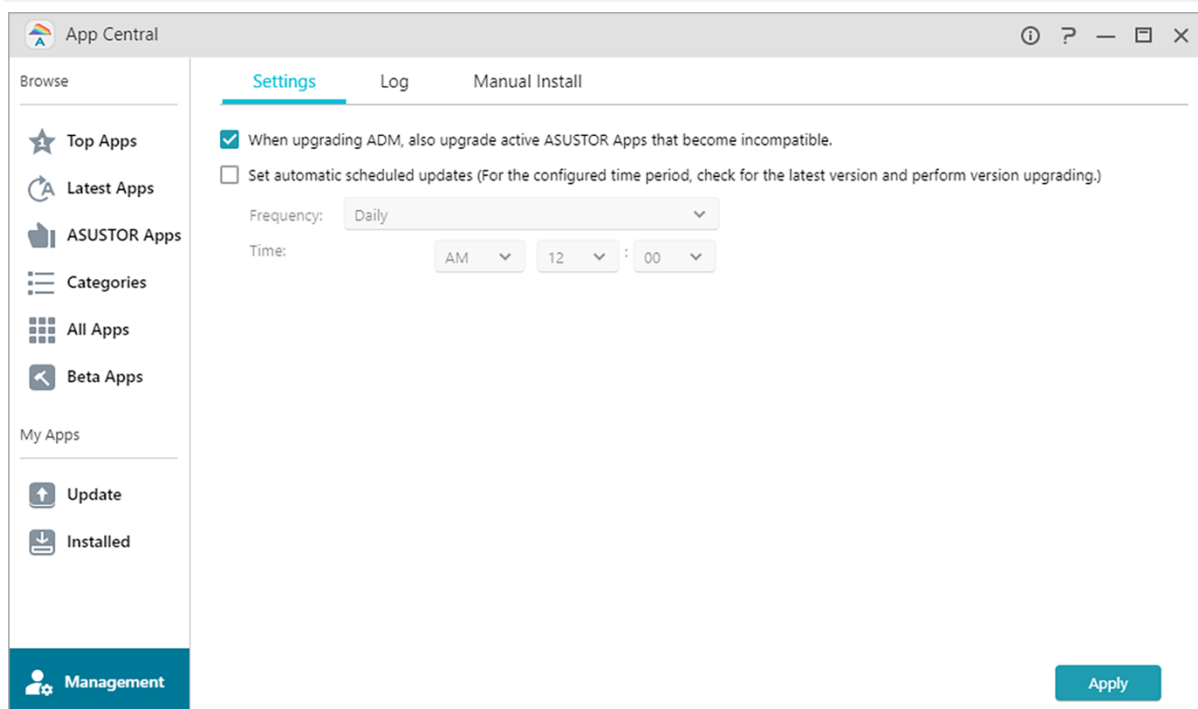 App Central
Browse
Top Apps
Latest Apps
ASUSTOR Apps
Categories
All Apps
Beta Apps
My Apps
Update
Installed
Management
Settings Log Manual Install
When upgrading ADM, also upgrade active ASUSTOR Apps that become incompatible.
Set automatic scheduled updates (For the configured time period, check for the latest version and perform version upgrading.)
Frequency: Daily
Time: AM 12 : 00
Apply